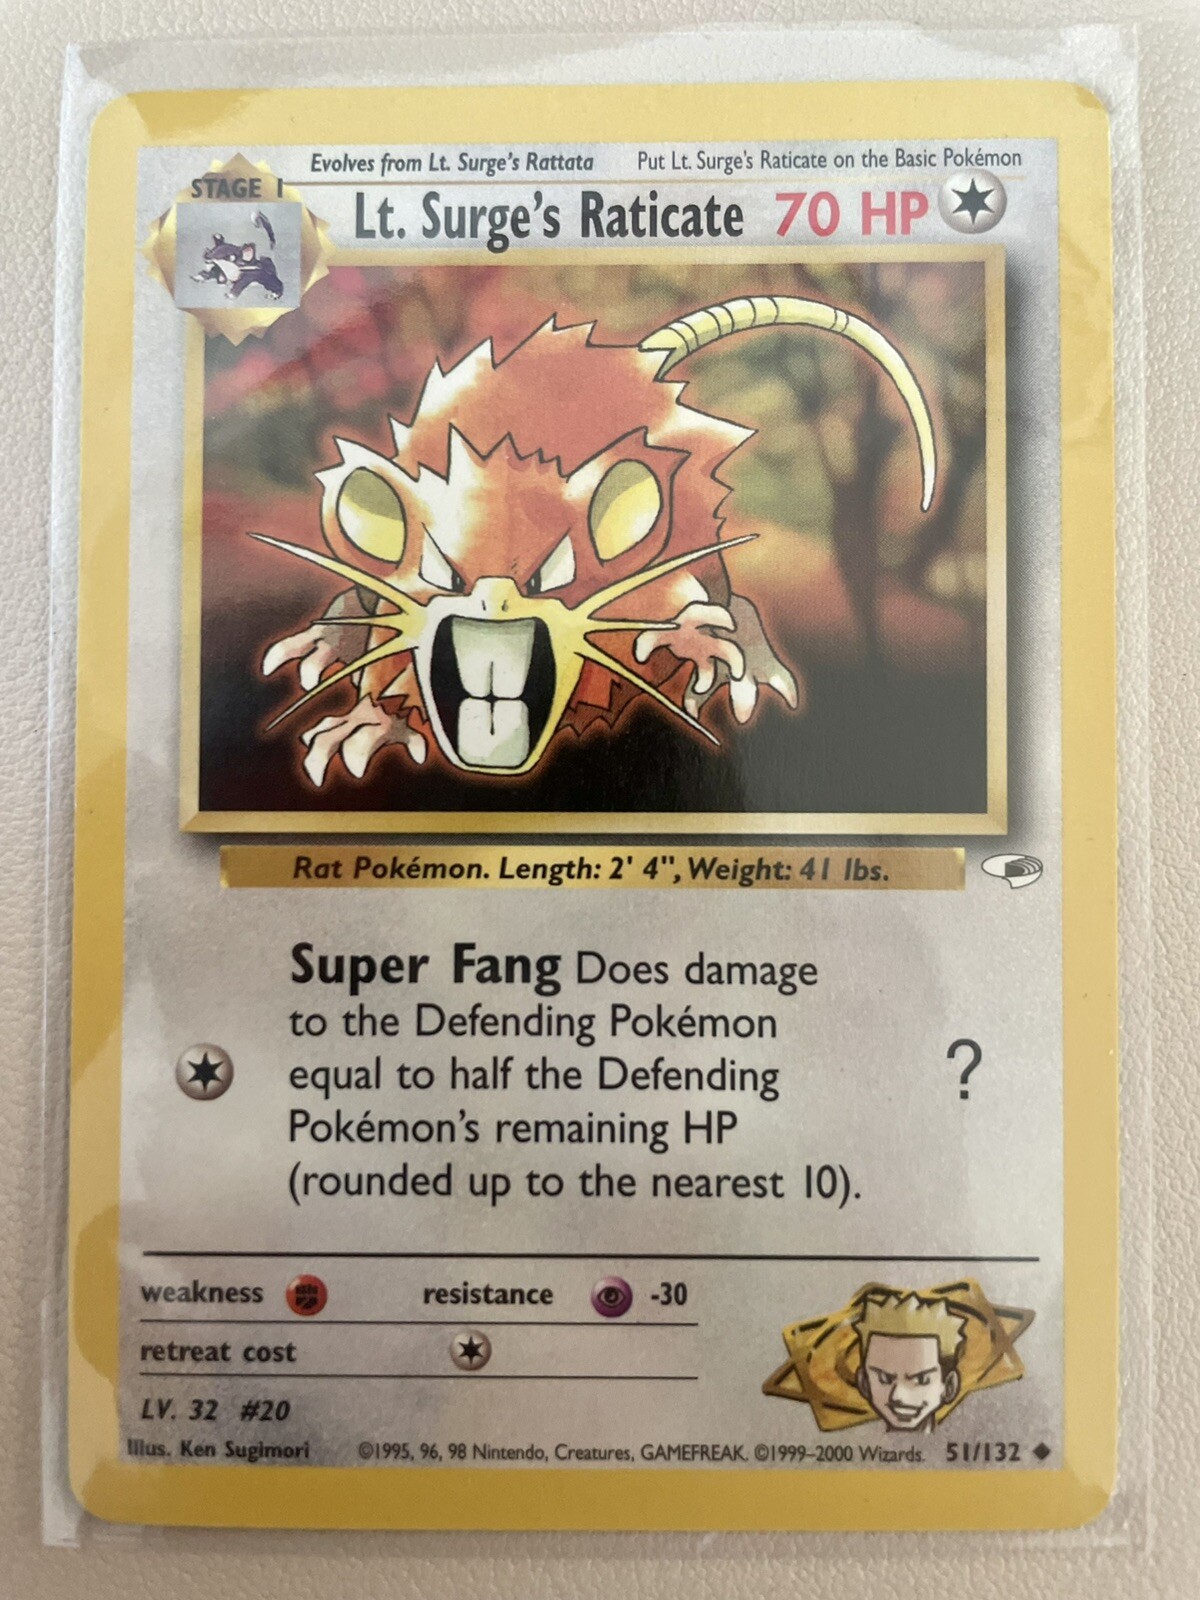 Evolves from Lt. Surge's Rattata Put Lt. Surge's Raticate on the Basic Pokémon
STAGE 1
Lt. Surge's Raticate 70 HP
Rat Pokémon. Length: 2' 4", Weight: 41 lbs.
Super Fang Does damage
to the Defending Pokémon
equal to half the Defending
Pokémon's remaining HP
(rounded up to the nearest 10).
?
weakness resistance -30
retreat cost
LV. 32 #20
Illus. Ken Sugimori ©1995, 96, 98 Nintendo, Creatures, GAMEFREAK. ©1999–2000 Wizards. 51/132